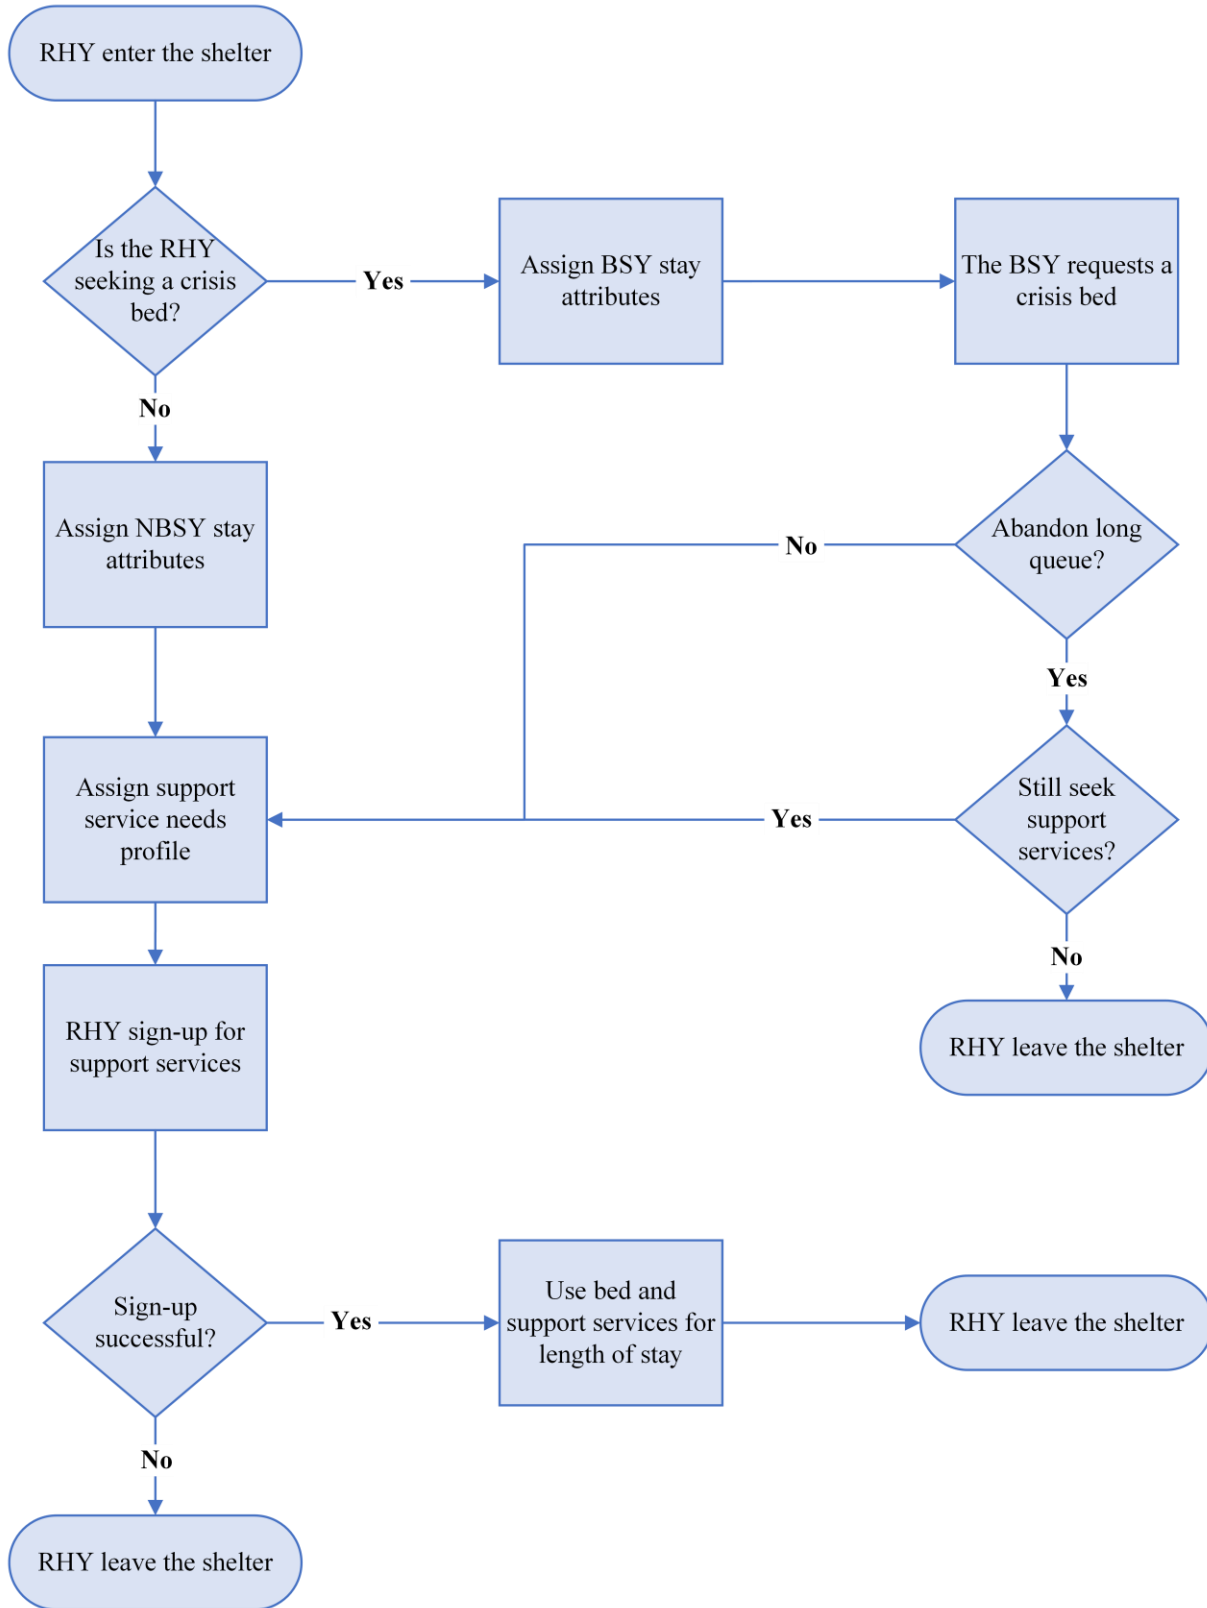 RHY enter the shelter
Is the RHY
seeking a crisis
bed?
Yes
Assign BSY stay
attributes
The BSY requests a
crisis bed
No
Assign NBSY stay
attributes
Abandon long
queue?
No
Yes
Assign support
service needs
profile
Still seek
support
services?
Yes
No
RHY sign-up for
support services
RHY leave the shelter
Sign-up
successful?
Yes
Use bed and
support services for
length of stay
RHY leave the shelter
No
RHY leave the shelter